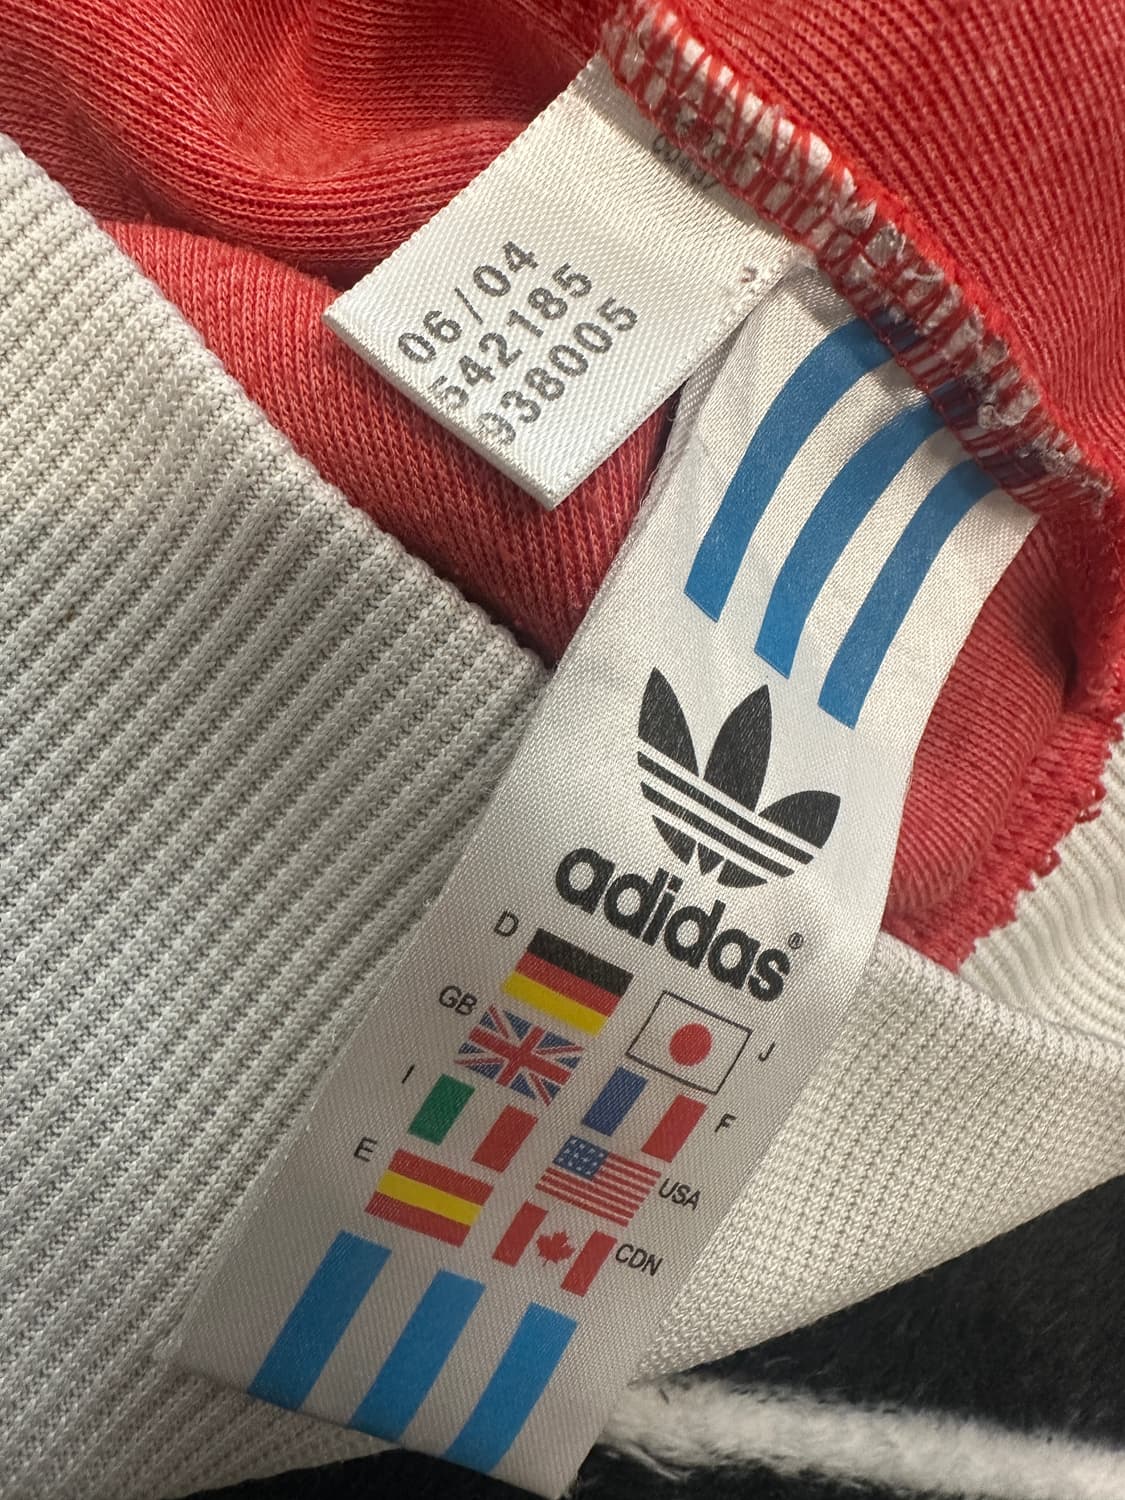 06/04
542185
938005
adidas®
D
J
GB
F
I
USA
E
CDN